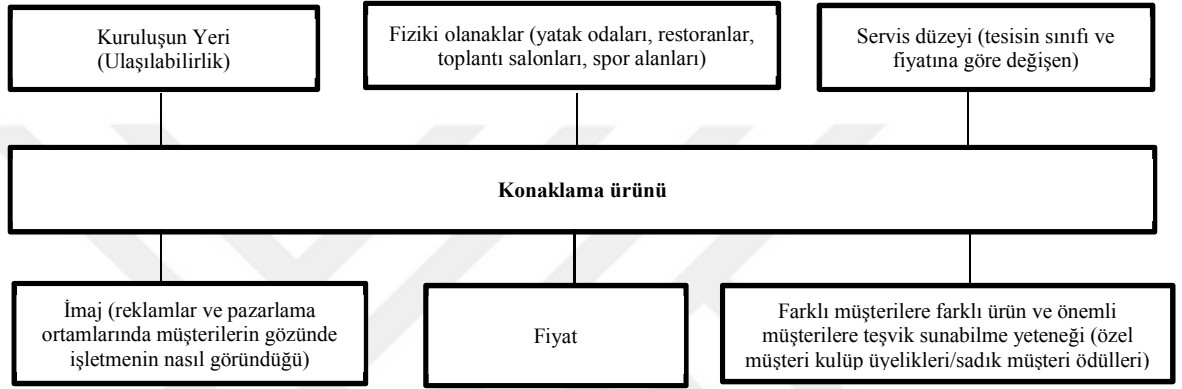 Kuruluşun Yeri
(Ulaşılabilirlik)
Fiziki olanaklar (yatak odaları, restoranlar,
toplantı salonları, spor alanları)
Servis düzeyi (tesisin sınıfı ve
fiyatına göre değişen)
Konaklama ürünü
İmaj (reklamlar ve pazarlama
ortamlarında müşterilerin gözünde
işletmenin nasıl göründüğü)
Fiyat
Farklı müşterilere farklı ürün ve önemli
müşterilere teşvik sunabilme yeteneği (özel
müşteri kulüp üyelikleri/sadık müşteri ödülleri)